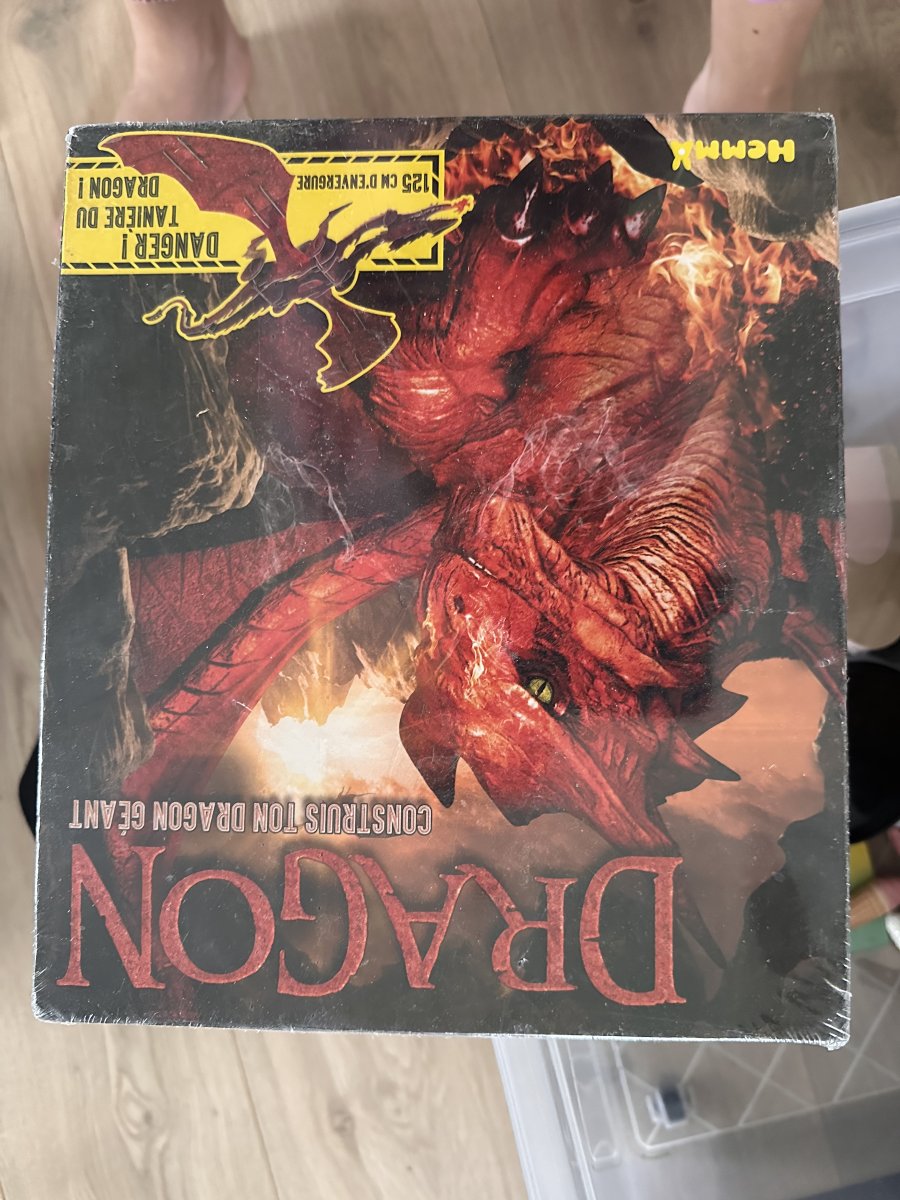 DRAGON
CONSTRUIS TON DRAGON GÉANT
125 CM D'ENVERGURE
DANGER !
TANIÈRE DU
DRAGON !
HEMMA